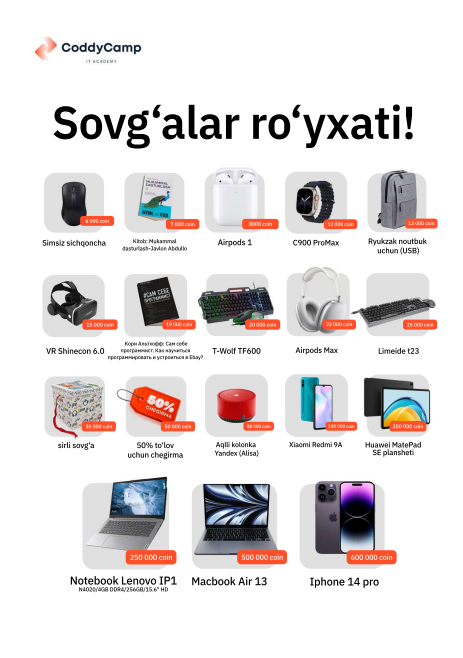 CoddyCamp
IT ACADEMY
Sovg‘alar ro‘yxati!
6 000 coin
7 000 coin
8000 coin
12 000 coin
13 000 coin
Simsiz sichqoncha
Kitob: Mukammal
dasturlash-Javlon Abdullo
Airpods 1
C900 ProMax
Ryukzak noutbuk
uchun (USB)
15 000 coin
19 000 coin
20 000 coin
22 000 coin
25 000 coin
VR Shinecon 6.0
Кори Альтхофф: Сам себе
программист. Как научиться
программировать и устроиться в Ebay?
T-Wolf TF600
Airpods Max
Limeide t23
30 000 coin
50 000 coin
100 000 coin
200 000 coin
50%
CHEGIRMA
sirli sovg'a
50% to'lov
uchun chegirma
Aqlli kolonka
Yandex (Alisa)
Xiaomi Redmi 9A
Huawei MatePad
SE plansheti
250 000 coin
500 000 coin
600 000 coin
Notebook Lenovo IP1
N4020/4GB DDR4/256GB/15.6" HD
Macbook Air 13
Iphone 14 pro